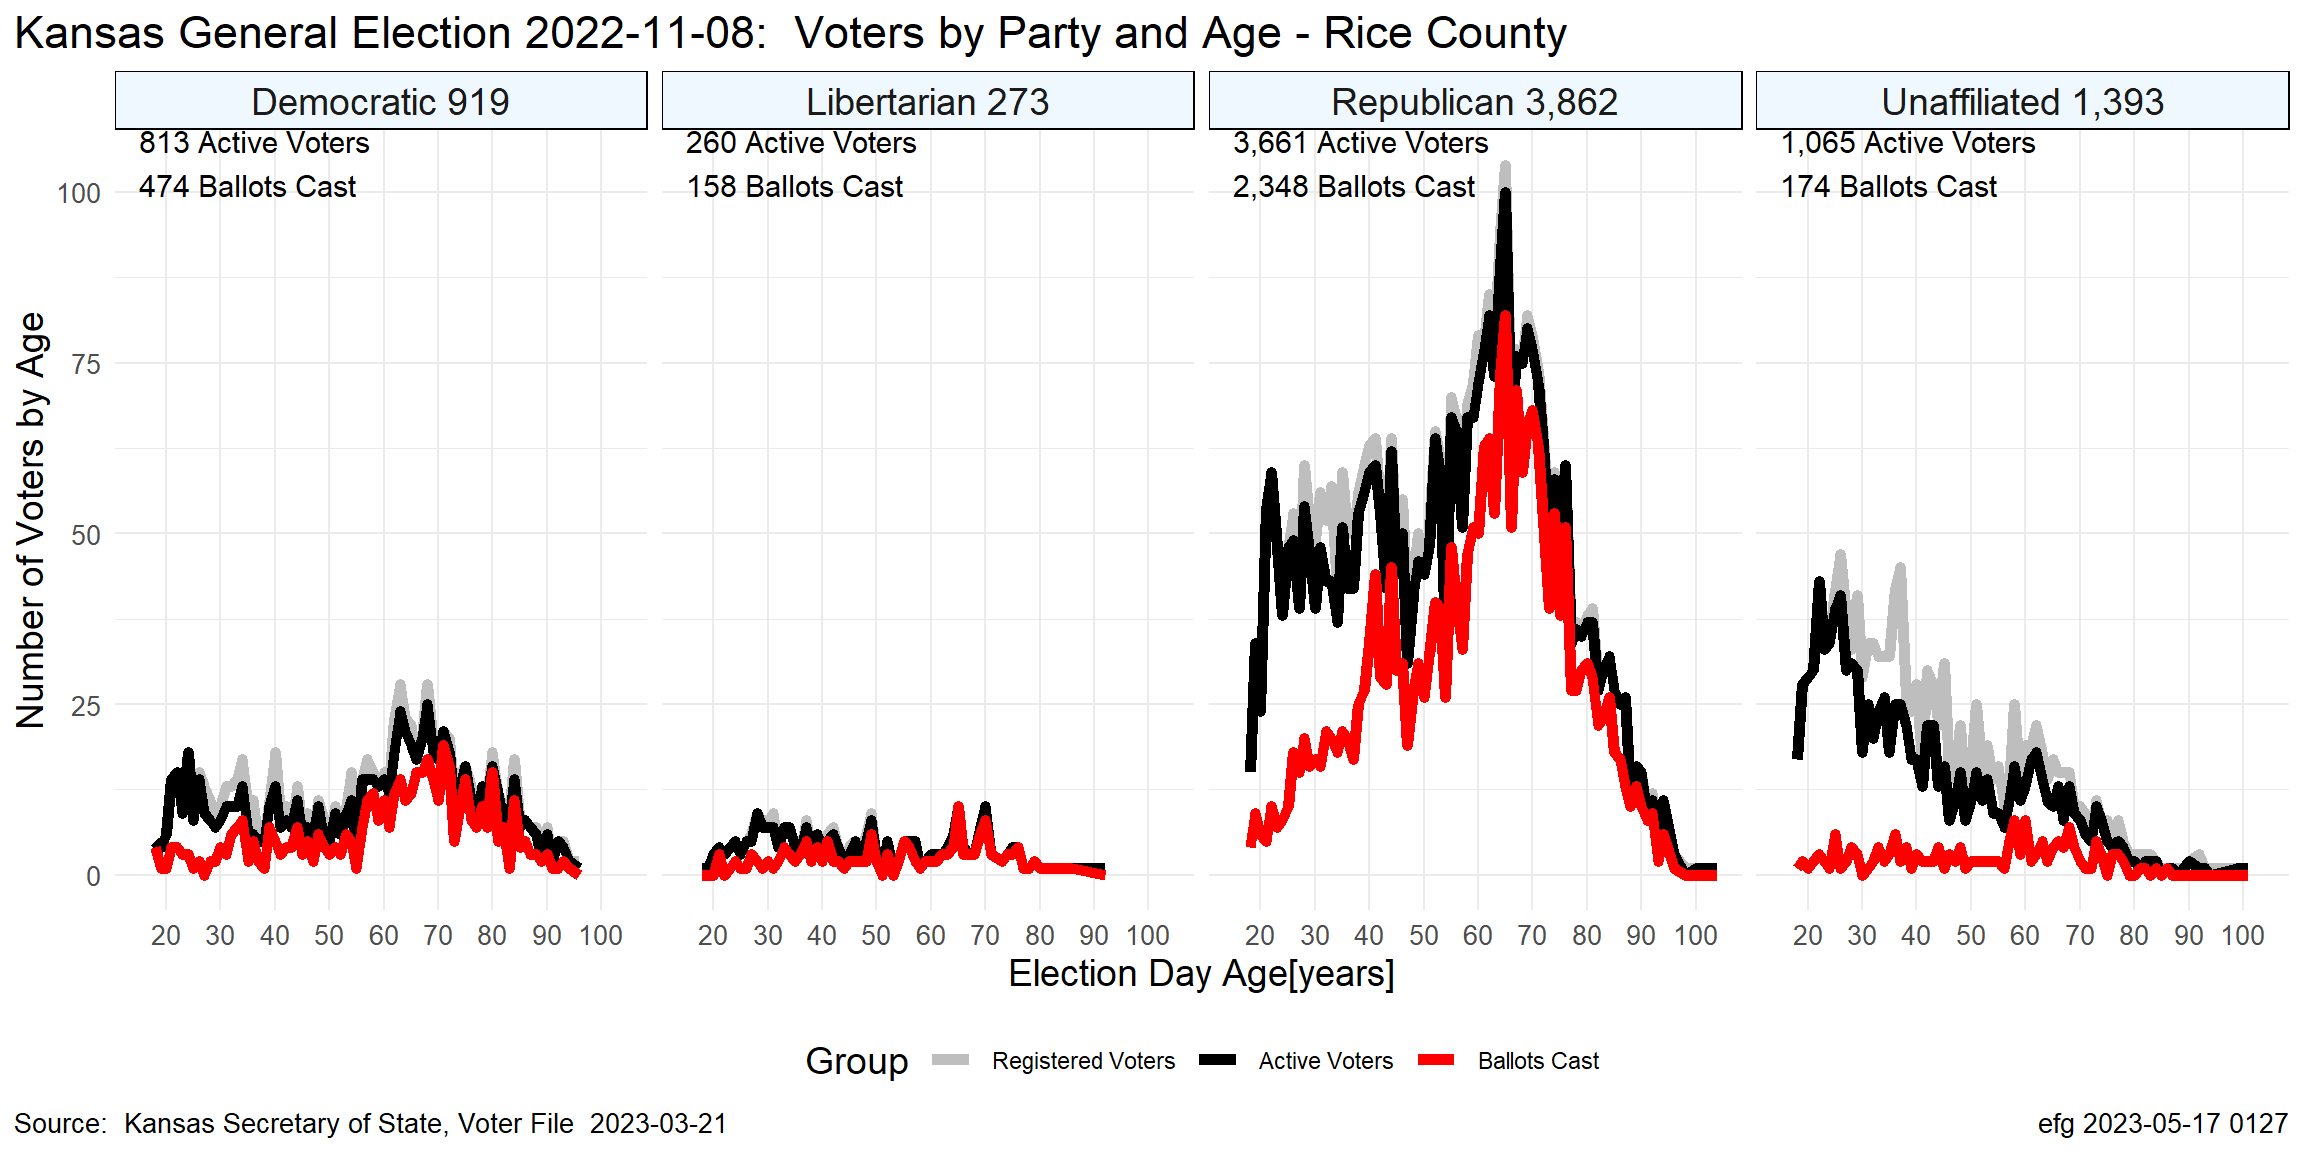 Kansas General Election 2022-11-08:  Voters by Party and Age - Rice County
Democratic 919
Libertarian 273
Republican 3,862
Unaffiliated 1,393
813 Active Voters
474 Ballots Cast
260 Active Voters
158 Ballots Cast
3,661 Active Voters
2,348 Ballots Cast
1,065 Active Voters
174 Ballots Cast
Number of Voters by Age
100
75
50
25
0
20 30 40 50 60 70 80 90 100
20 30 40 50 60 70 80 90 100
20 30 40 50 60 70 80 90 100
20 30 40 50 60 70 80 90 100
Election Day Age[years]
Group Registered Voters Active Voters Ballots Cast
Source:  Kansas Secretary of State, Voter File  2023-03-21
efg 2023-05-17 0127